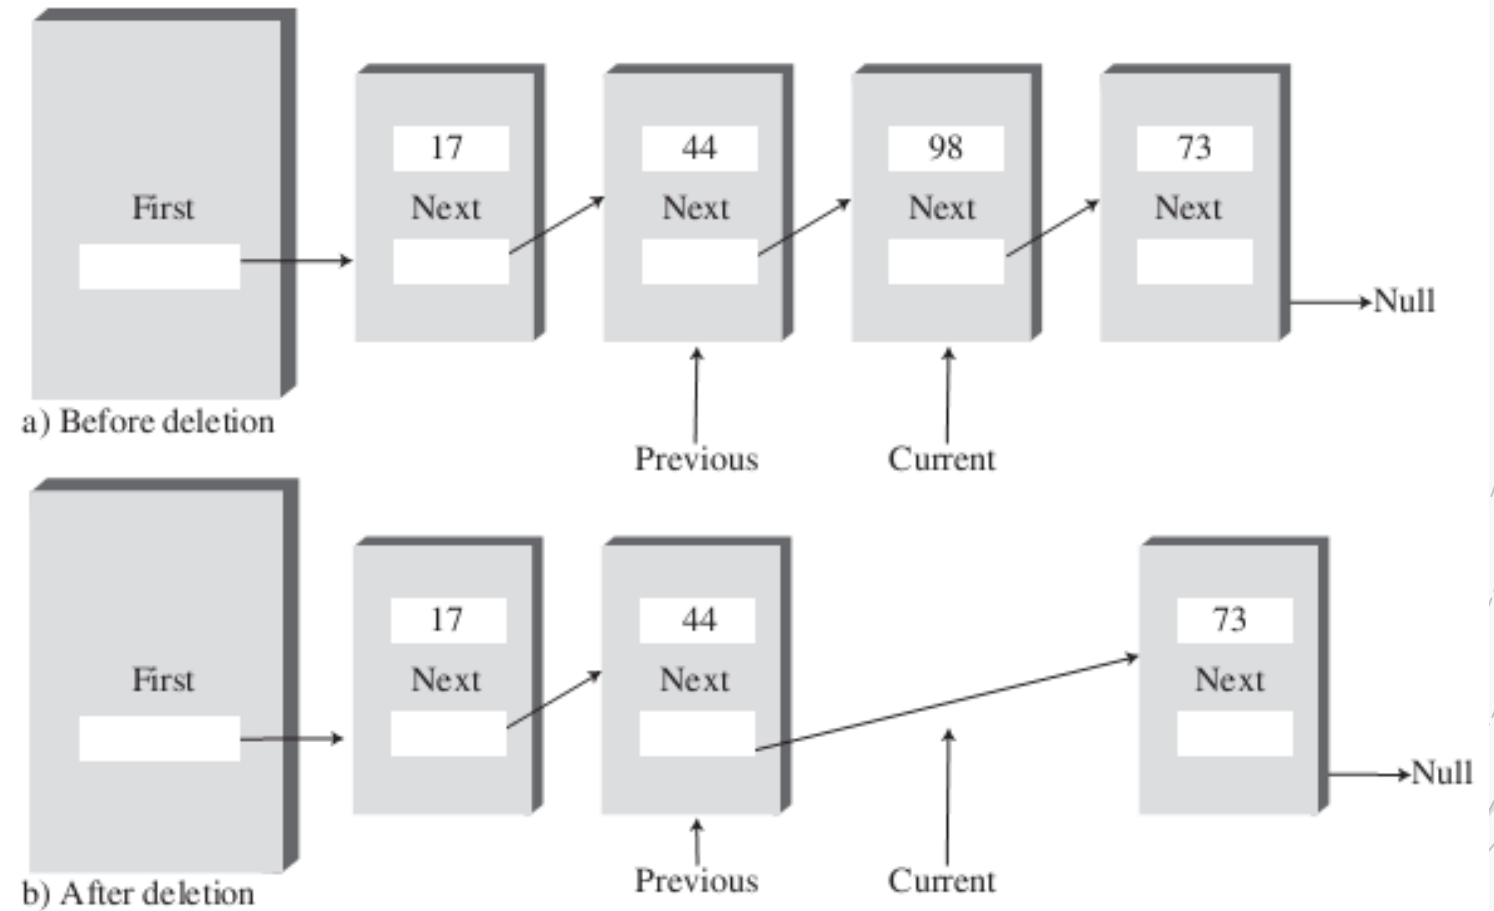 17 44 98 73
First Next Next Next Next
Null
a) Before deletion
Previous Current
17 44 73
First Next Next Next
Null
Previous Current
b) After deletion